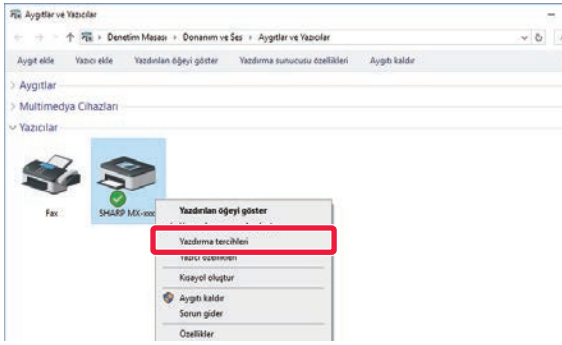 Aygıtlar ve Yazıcılar
Denetim Masası › Donanım ve Ses › Aygıtlar ve Yazıcılar
Aygıt ekle Yazıcı ekle Yazdırılan öğeyi göster Yazdırma sunucusu özellikleri Aygıtı kaldır
Aygıtlar
Multimedya Cihazları
Yazıcılar
Fax
SHARP MX-xxx
Yazdırılan öğeyi göster
Yazdırma tercihleri
Yazıcı özellikleri
Kısayol oluştur
Aygıtı kaldır
Sorun gider
Özellikler